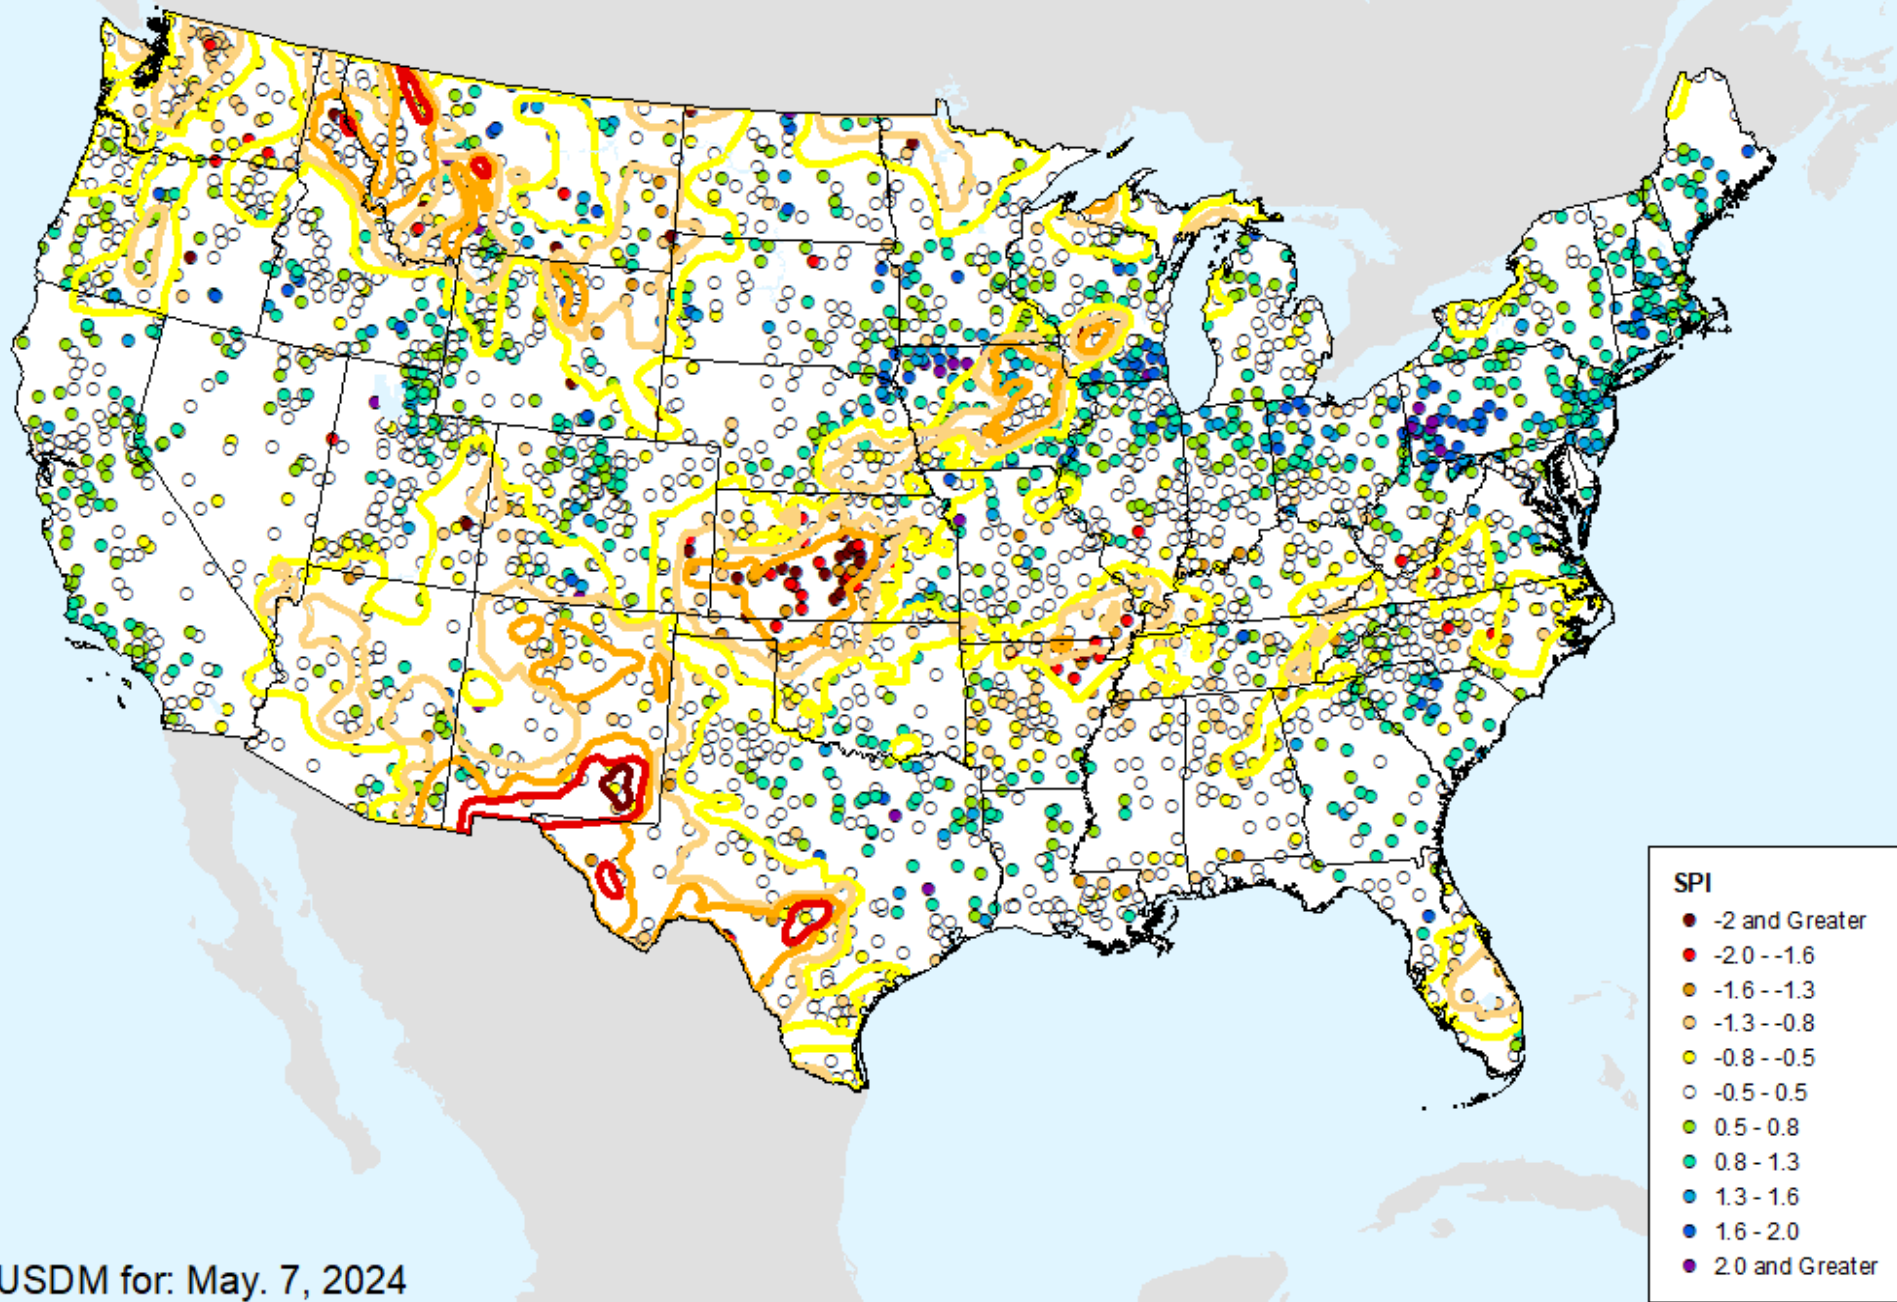 SPI
-2 and Greater
-2.0 - -1.6
-1.6 - -1.3
-1.3 - -0.8
-0.8 - -0.5
-0.5 - 0.5
0.5 - 0.8
0.8 - 1.3
1.3 - 1.6
1.6 - 2.0
2.0 and Greater
USDM for: May. 7, 2024